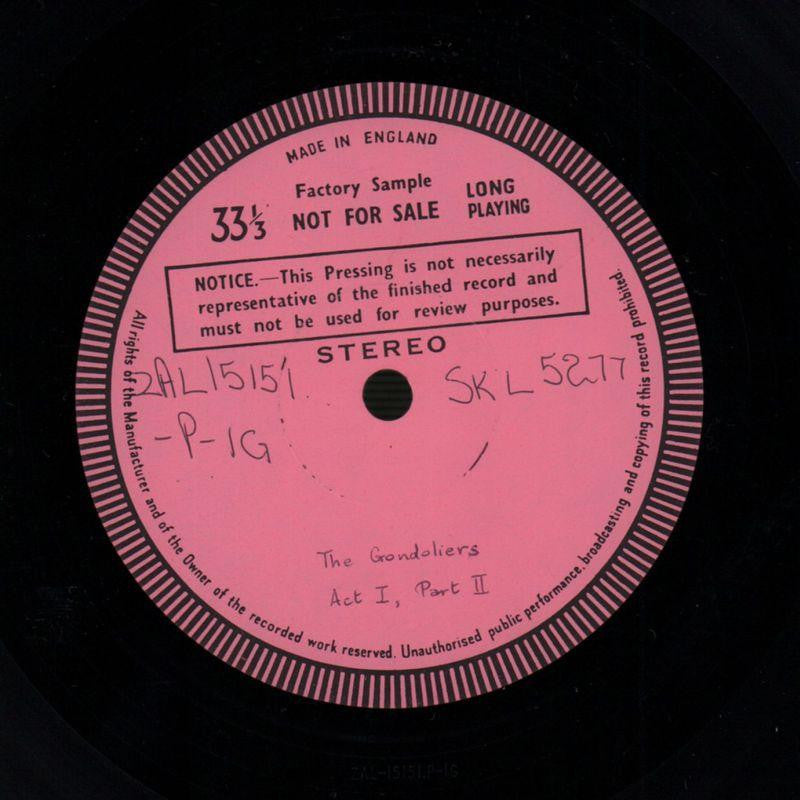 MADE IN ENGLAND
Factory Sample
33⅓ NOT FOR SALE
LONG
PLAYING
NOTICE.—This Pressing is not necessarily
representative of the finished record and
must not be used for review purposes.
STEREO
ZAL15151
-P-1G
SKL 5277
The Gondoliers
Act I, Part II
All rights of the Manufacturer and of the Owner of the recorded work reserved. Unauthorised public performance, broadcasting and copying of this record prohibited.
ZAL-15151.P-1G